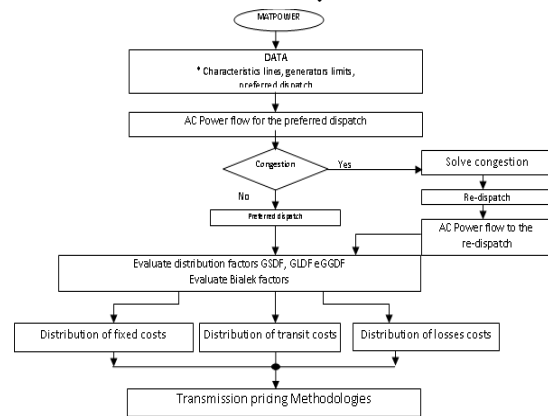 MATPOWER
DATA
* Characteristics lines, generators limits,
preferred dispatch
AC Power flow for the preferred dispatch
Congestion
Yes
Solve congestion
No
Re-dispatch
Preferred dispatch
AC Power flow to the
re-dispatch
Evaluate distribution factors GSDF, GLDF e GGDF
Evaluate Bialek factors
Distribution of fixed costs
Distribution of transit costs
Distribution of losses costs
Transmission pricing Methodologies